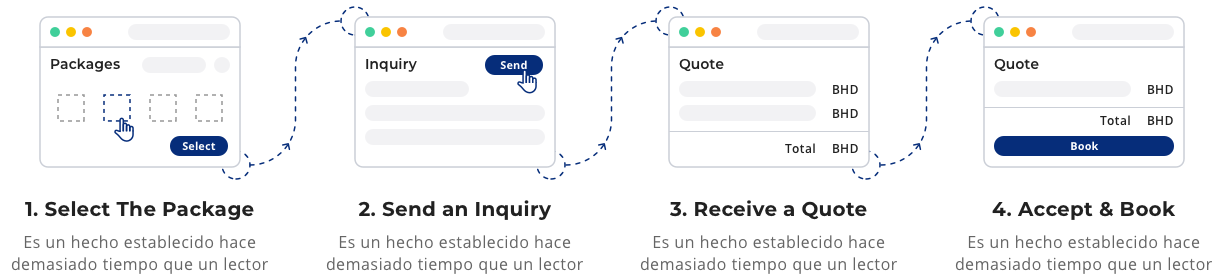 Packages
Select
1. Select The Package
Es un hecho establecido hace
demasiado tiempo que un lector
Inquiry
Send
2. Send an Inquiry
Es un hecho establecido hace
demasiado tiempo que un lector
Quote
BHD
BHD
Total BHD
3. Receive a Quote
Es un hecho establecido hace
demasiado tiempo que un lector
Quote
BHD
Total BHD
Book
4. Accept & Book
Es un hecho establecido hace
demasiado tiempo que un lector